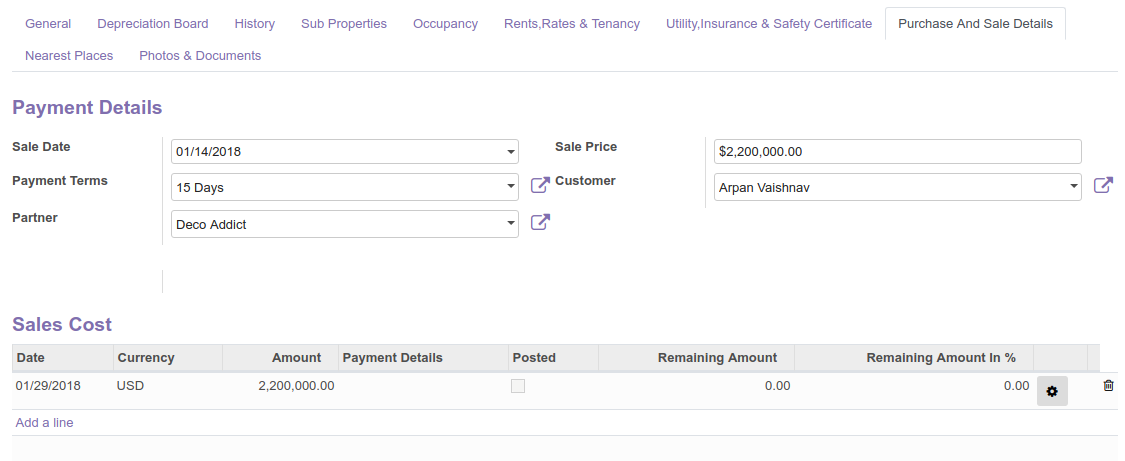 General Depreciation Board History Sub Properties Occupancy Rents,Rates & Tenancy Utility,Insurance & Safety Certificate Purchase And Sale Details
Nearest Places Photos & Documents
Payment Details
Sale Date 01/14/2018 Sale Price $2,200,000.00
Payment Terms 15 Days Customer Arpan Vaishnav
Partner Deco Addict
Sales Cost
Date Currency Amount Payment Details Posted Remaining Amount Remaining Amount In %
01/29/2018 USD 2,200,000.00 0.00 0.00
Add a line